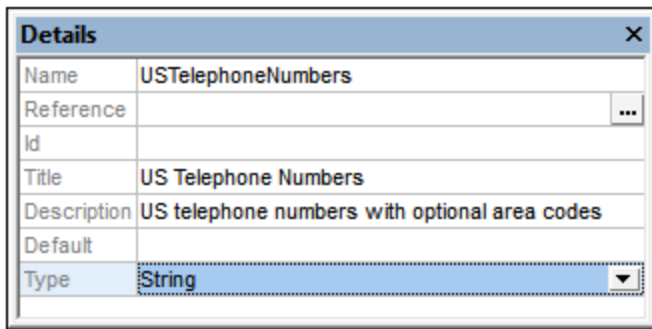 Details
Name USTelephoneNumbers
Reference ...
Id
Title US Telephone Numbers
Description US telephone numbers with optional area codes
Default
Type String